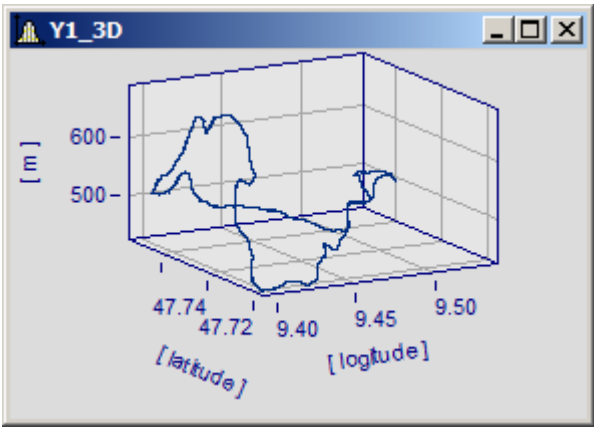 Y1_3D
600
[ m ]
500
47.74
47.72
9.40
9.45
9.50
[ latitude ]
[ logitude ]